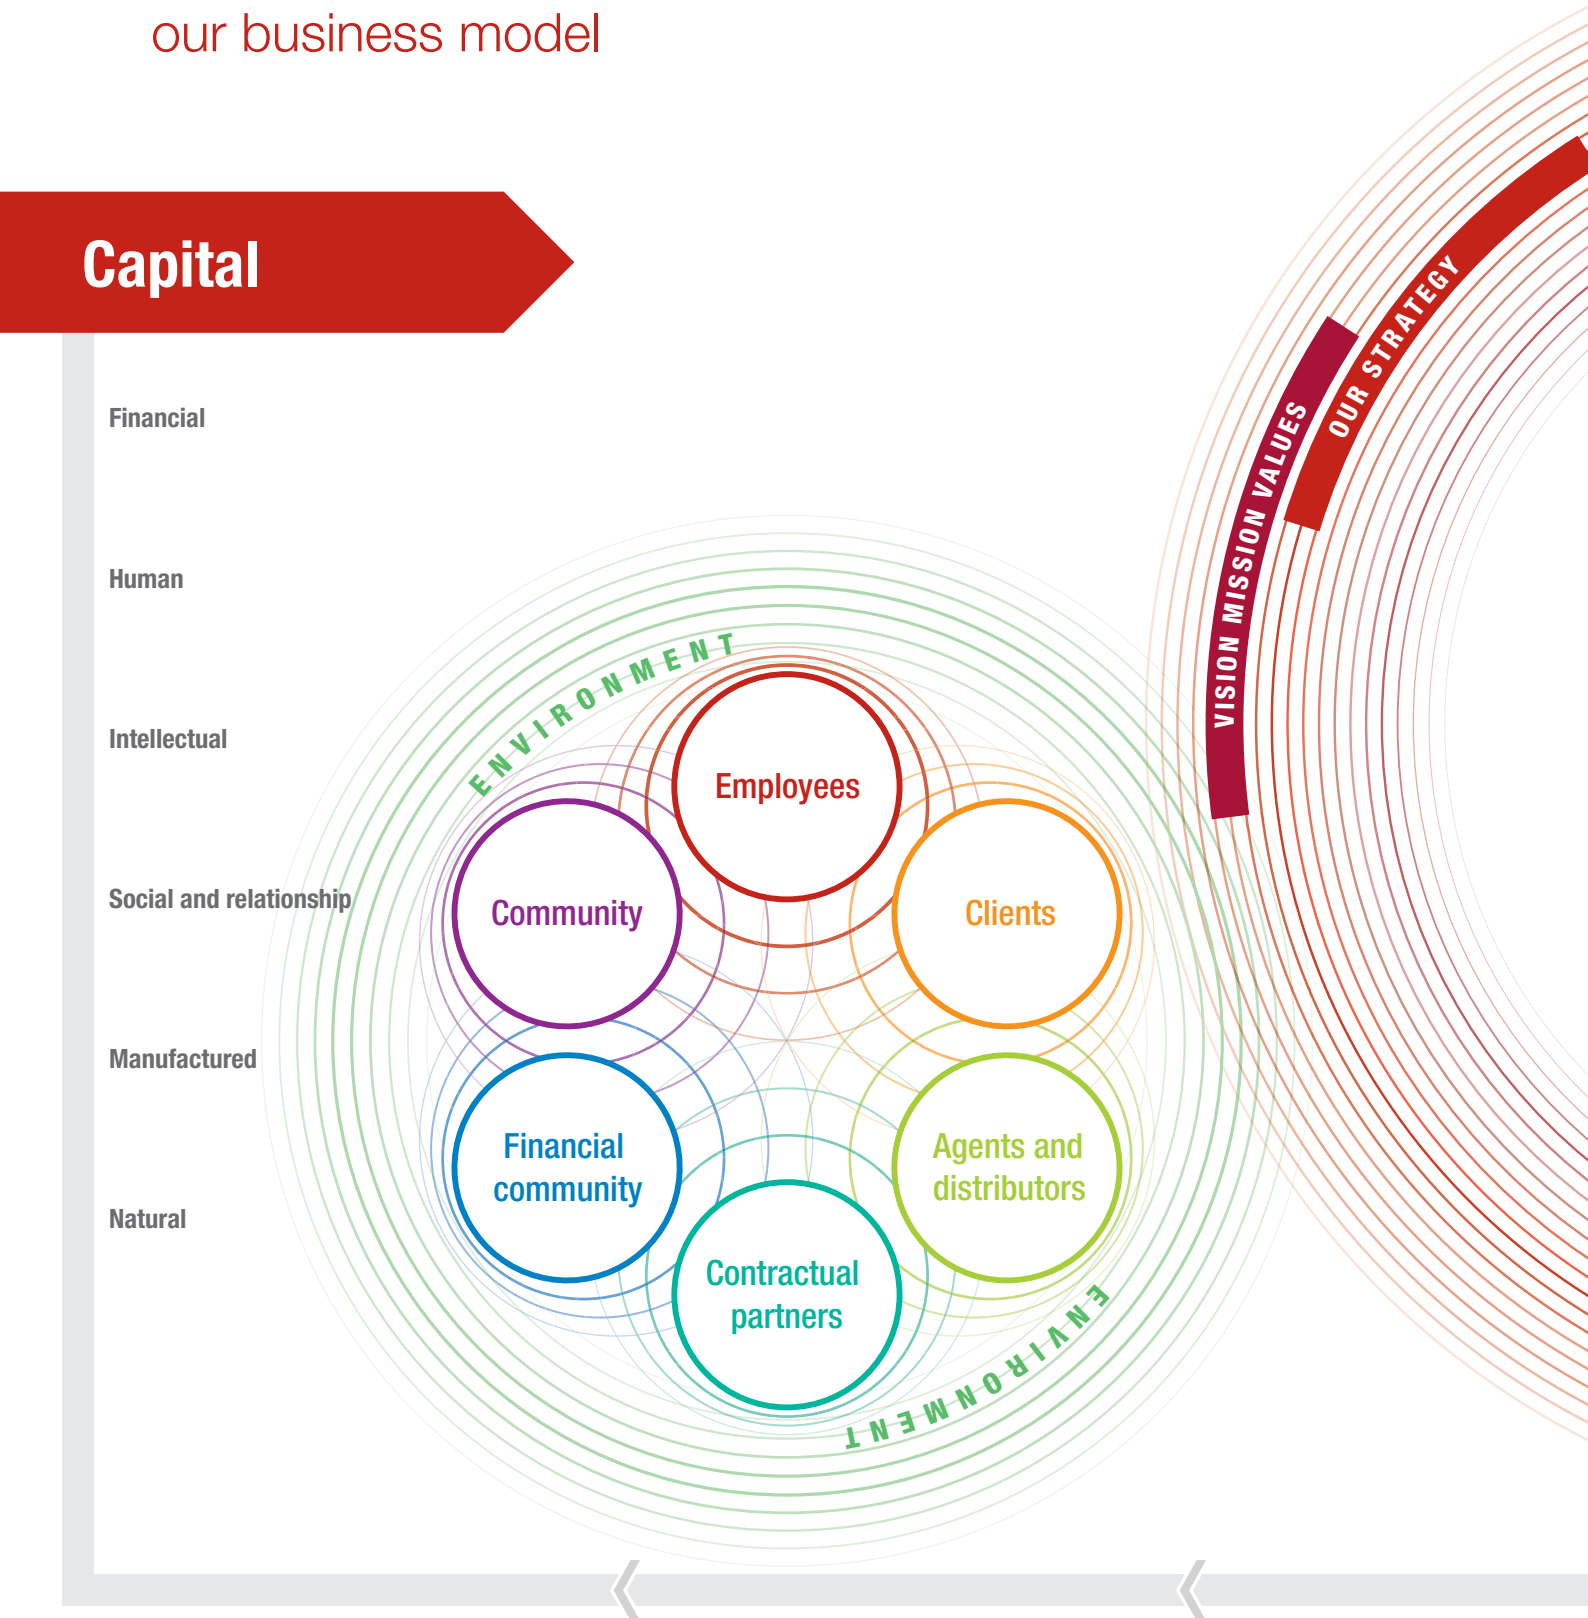 our business model
Capital
Financial
Human
Intellectual
Social and relationship
Manufactured
Natural
ENVIRONMENT
Employees
Community
Clients
Financial
community
Agents and
distributors
Contractual
partners
ENVIRONMENT
VISION MISSION VALUES
OUR STRATEGY